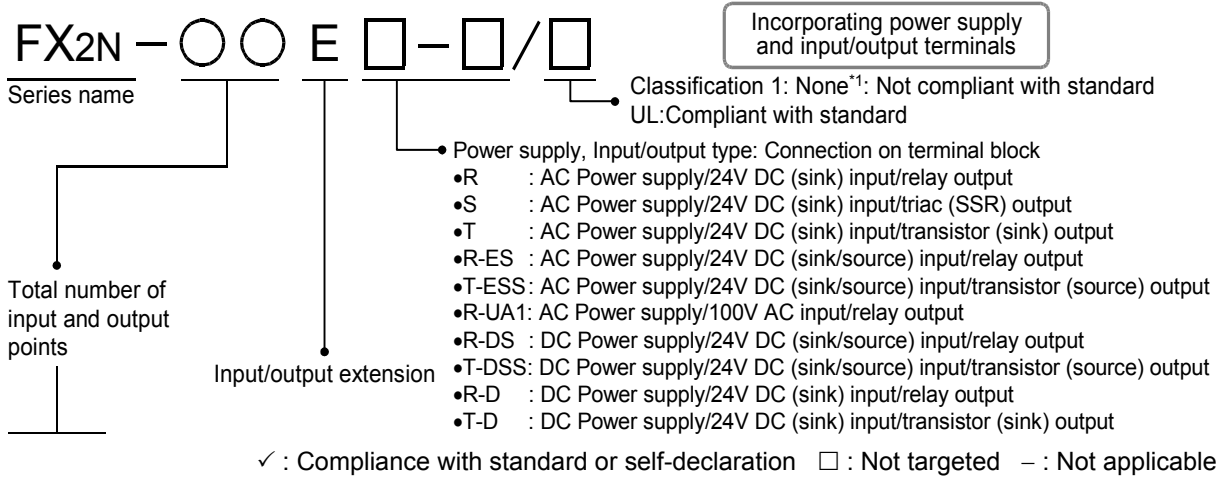 FX2N – ○○ E □ – □ / □
Incorporating power supply
and input/output terminals
Series name
Classification 1: None*1: Not compliant with standard
UL:Compliant with standard
Power supply, Input/output type: Connection on terminal block
•R : AC Power supply/24V DC (sink) input/relay output
•S : AC Power supply/24V DC (sink) input/triac (SSR) output
•T : AC Power supply/24V DC (sink) input/transistor (sink) output
•R-ES : AC Power supply/24V DC (sink/source) input/relay output
•T-ESS: AC Power supply/24V DC (sink/source) input/transistor (source) output
•R-UA1: AC Power supply/100V AC input/relay output
•R-DS : DC Power supply/24V DC (sink/source) input/relay output
•T-DSS: DC Power supply/24V DC (sink/source) input/transistor (source) output
•R-D : DC Power supply/24V DC (sink) input/relay output
•T-D : DC Power supply/24V DC (sink) input/transistor (sink) output
Total number of
input and output
points
Input/output extension
✓ : Compliance with standard or self-declaration □ : Not targeted – : Not applicable